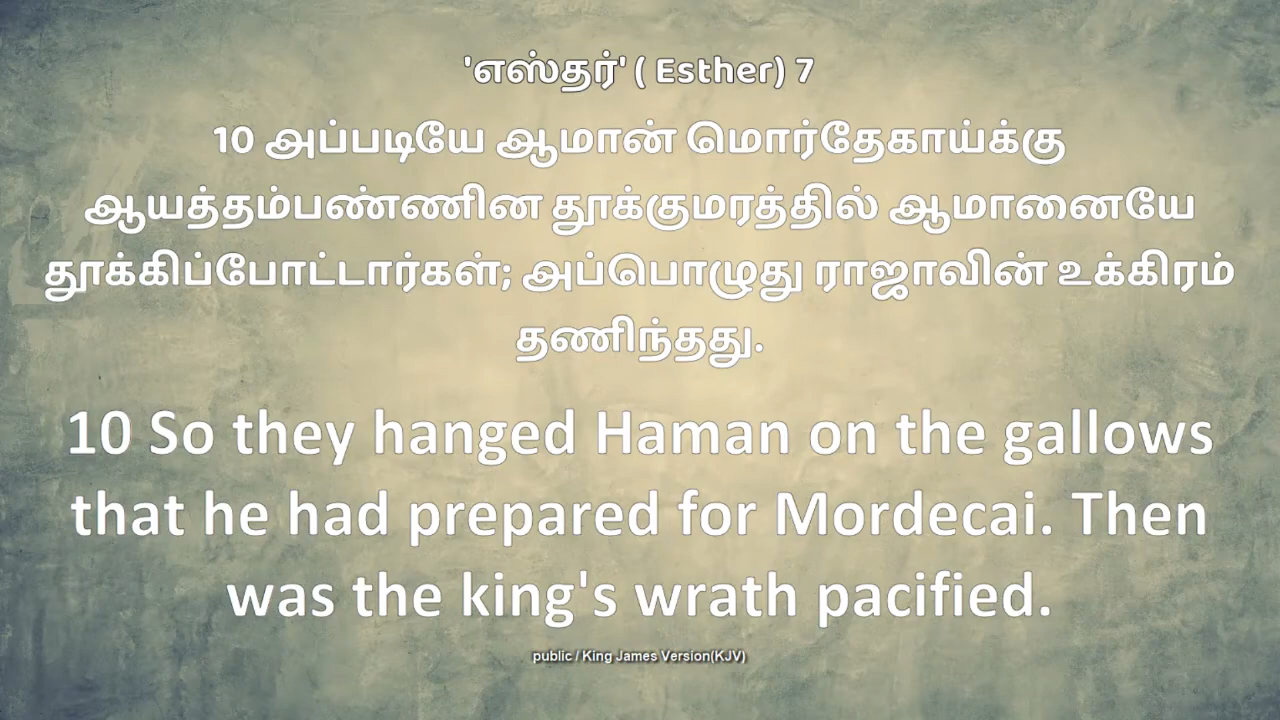 'எஸ்தர்' ( Esther) 7
10 அப்படியே ஆமான் மொர்தேகாய்க்கு
ஆயத்தம்பண்ணின தூக்குமரத்தில் ஆமானையே
தூக்கிப்போட்டார்கள்; அப்பொழுது ராஜாவின் உக்கிரம்
தணிந்தது.
10 So they hanged Haman on the gallows
that he had prepared for Mordecai. Then
was the king's wrath pacified.
public / King James Version(KJV)